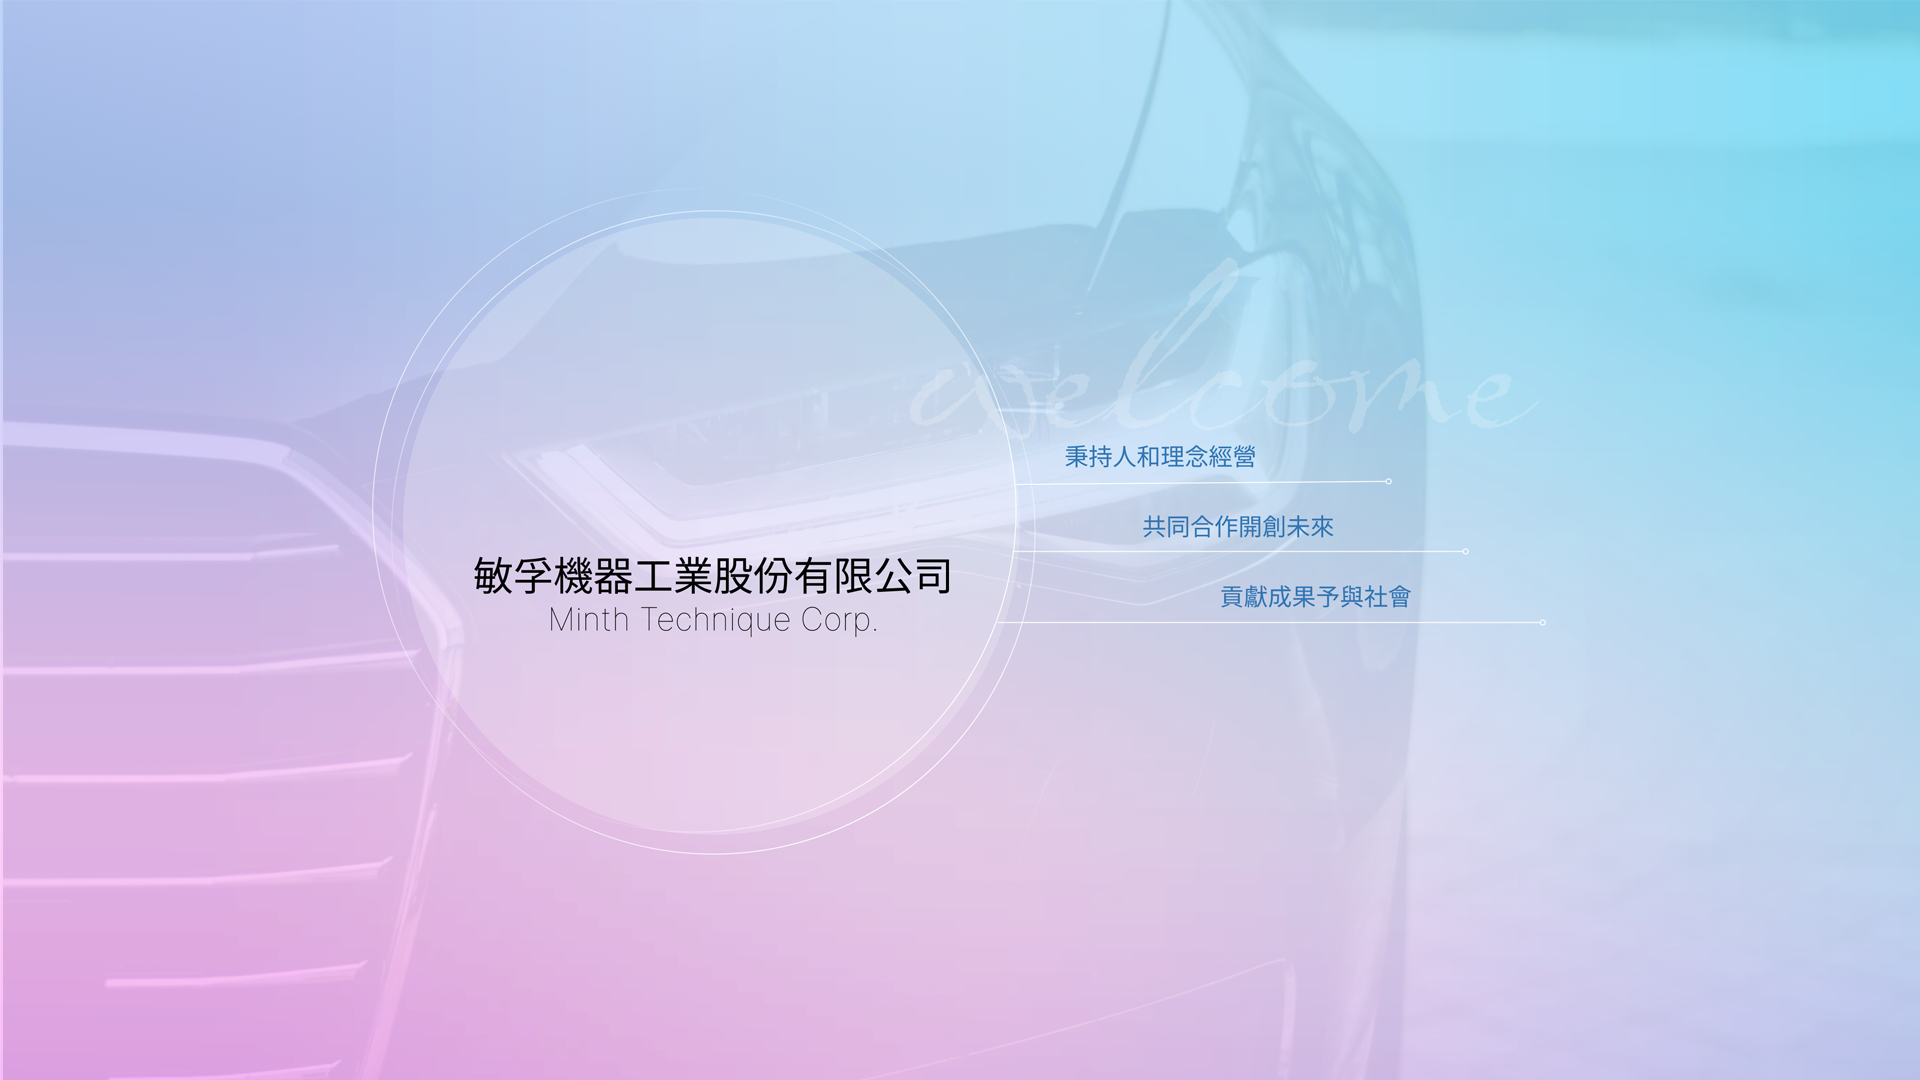 welcome
秉持人和理念經營
共同合作開創未來
敏孚機器工業股份有限公司
Minth Technique Corp.
貢獻成果予與社會